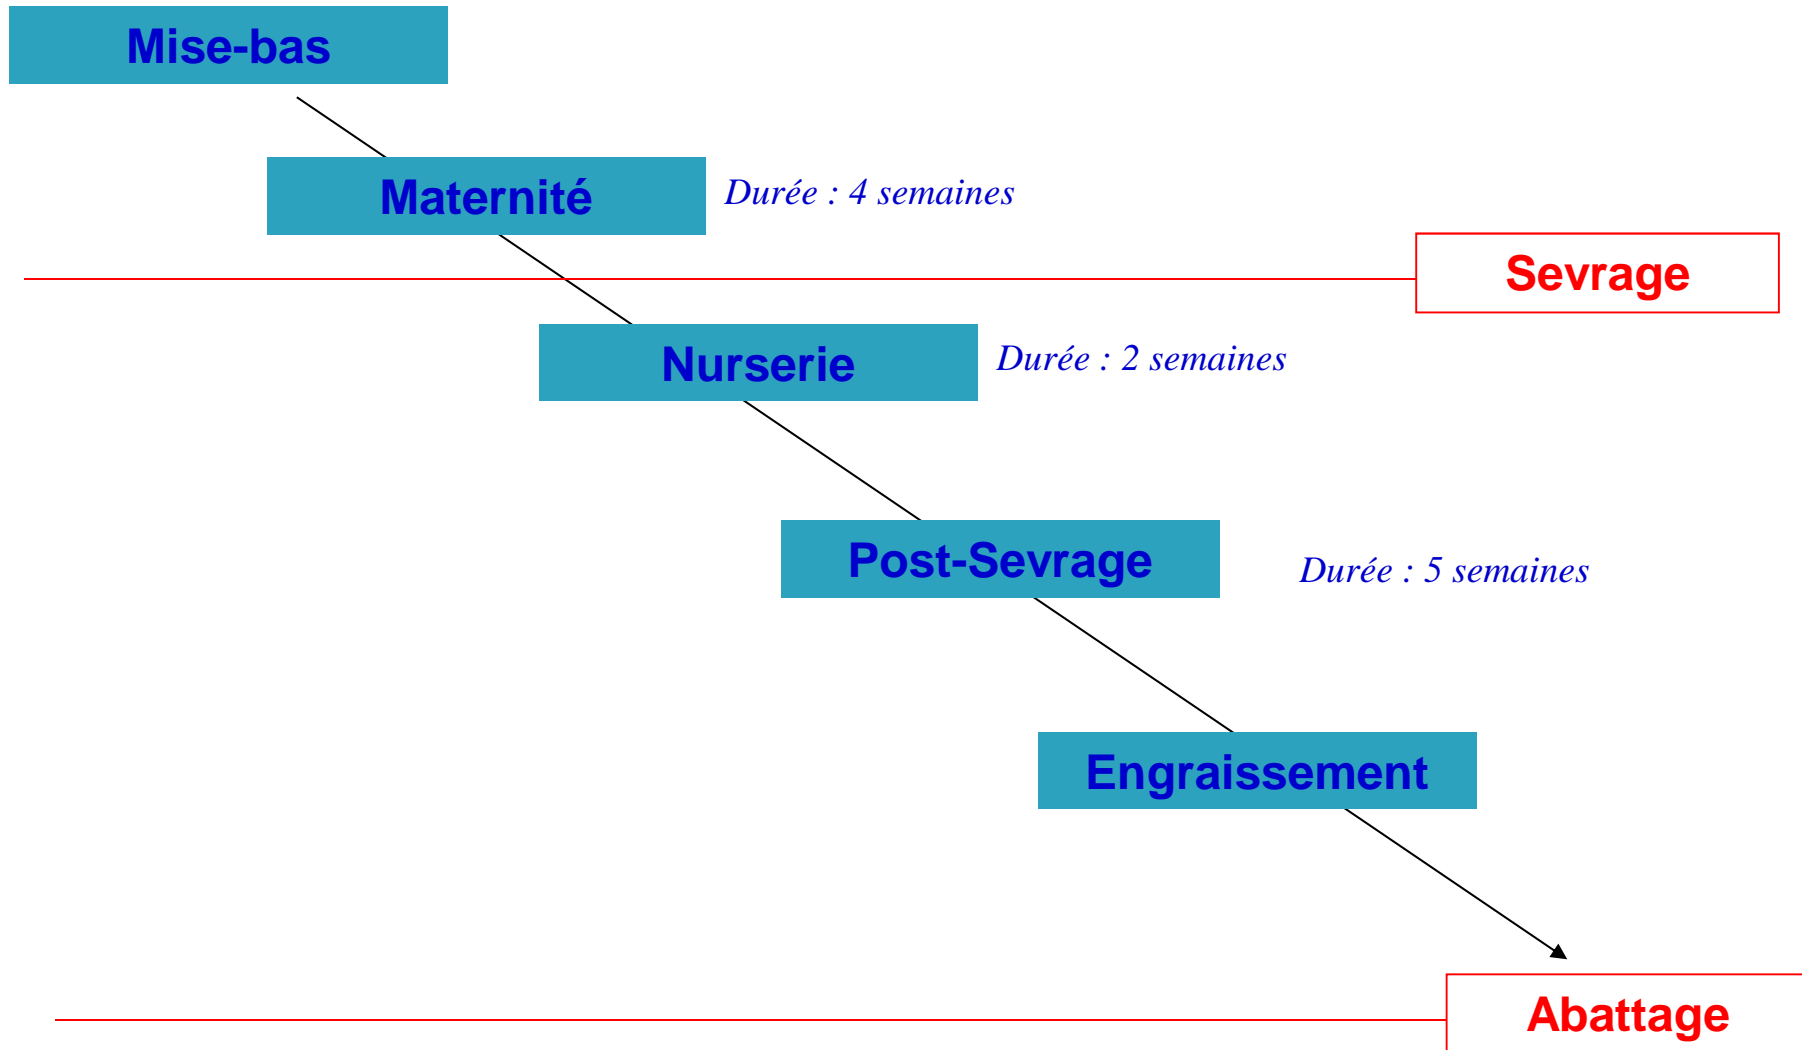 Mise-bas
Maternité
Durée : 4 semaines
Sevrage
Nurserie
Durée : 2 semaines
Post-Sevrage
Durée : 5 semaines
Engraissement
Abattage